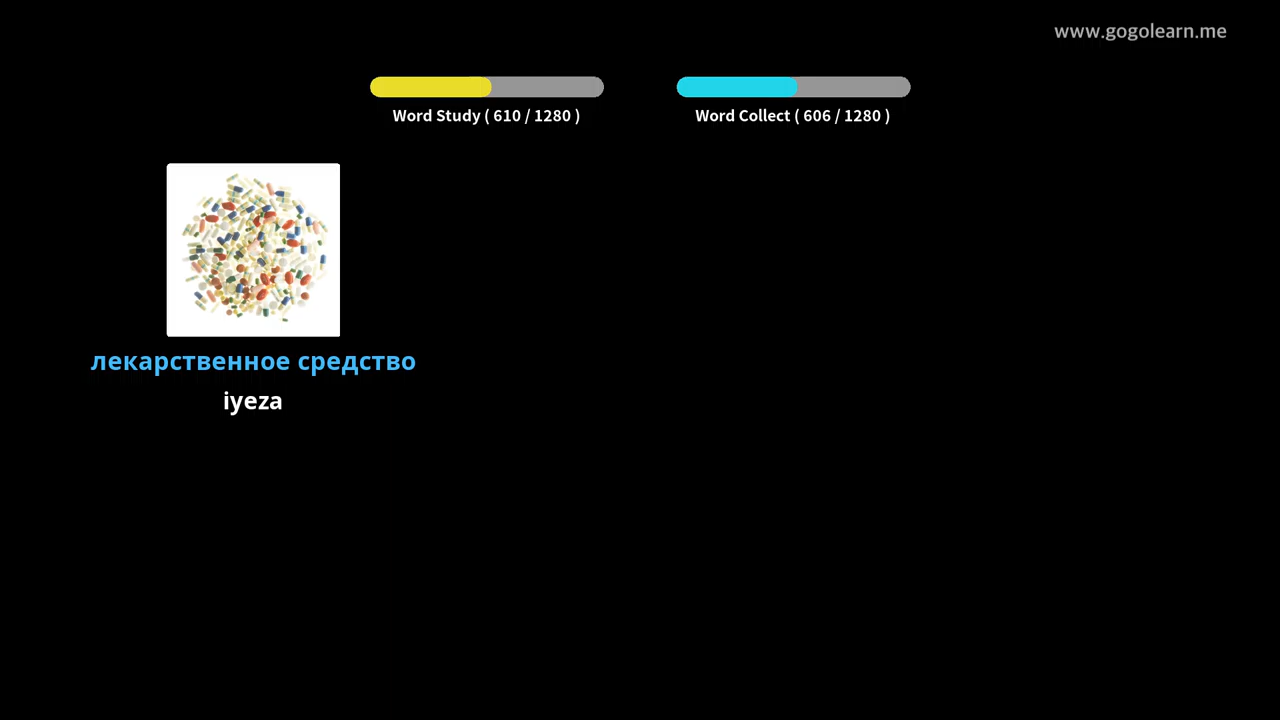 www.gogolearn.me
Word Study ( 610 / 1280 )
Word Collect ( 606 / 1280 )
лекарственное средство
iyeza